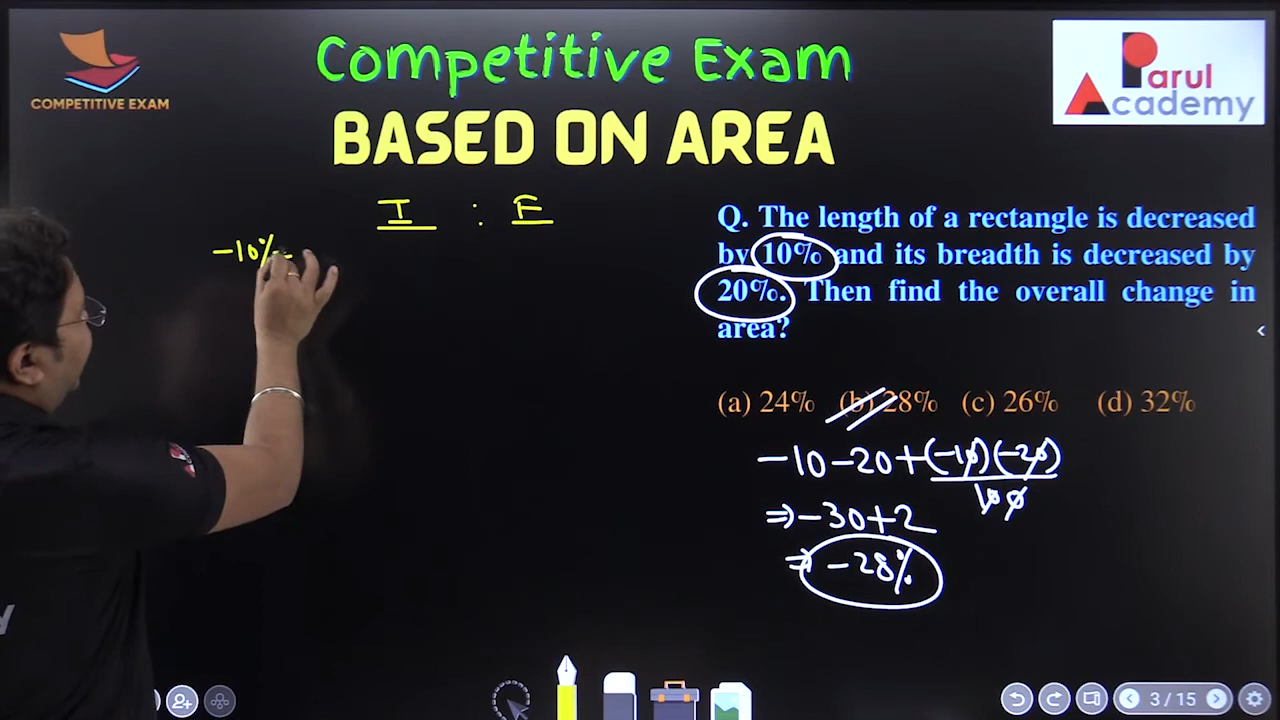 Competitive Exam
COMPETITIVE EXAM
Parul
Academy
BASED ON AREA
I : F
-10%=
Q. The length of a rectangle is decreased
by 10% and its breadth is decreased by
20%. Then find the overall change in
area?
(a) 24% (b) 28% (c) 26% (d) 32%
-10-20+(-10)(-20)
100
⇒-30+2
⇒-28%
3 / 15